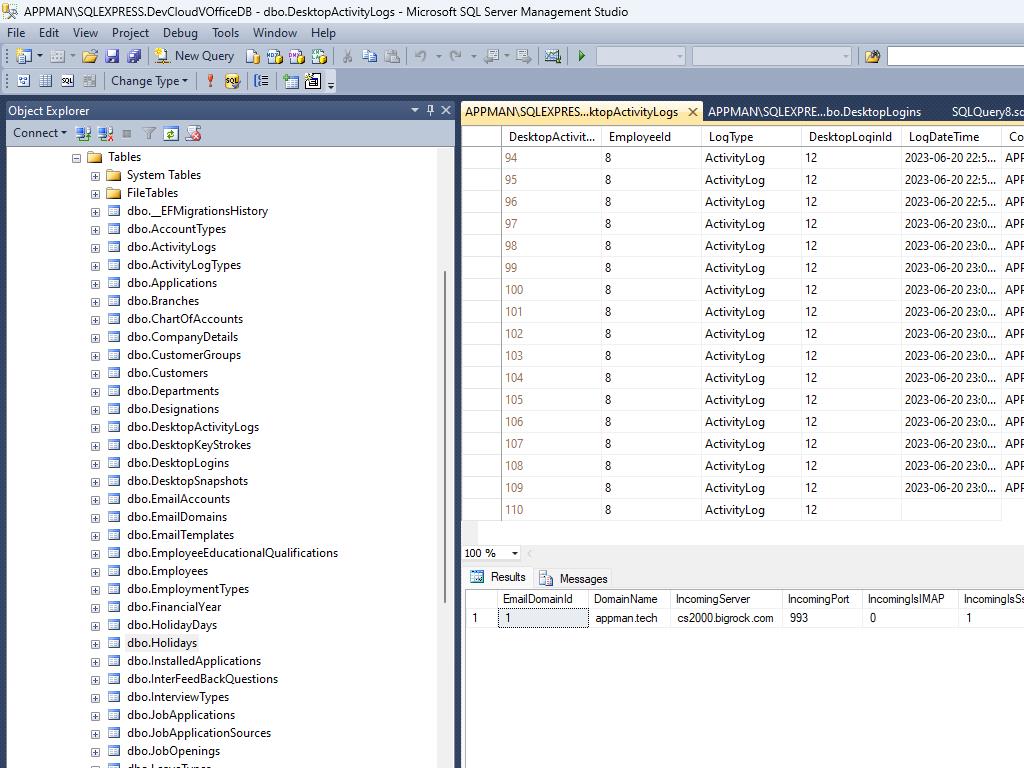 APPMAN\SQLEXPRESS.DevCloudVOfficeDB - dbo.DesktopActivityLogs - Microsoft SQL Server Management Studio
File Edit View Project Debug Tools Window Help
New Query
Change Type
Object Explorer
Connect
Tables
System Tables
FileTables
dbo.__EFMigrationsHistory
dbo.AccountTypes
dbo.ActivityLogs
dbo.ActivityLogTypes
dbo.Applications
dbo.Branches
dbo.ChartOfAccounts
dbo.CompanyDetails
dbo.CustomerGroups
dbo.Customers
dbo.Departments
dbo.Designations
dbo.DesktopActivityLogs
dbo.DesktopKeyStrokes
dbo.DesktopLogins
dbo.DesktopSnapshots
dbo.EmailAccounts
dbo.EmailDomains
dbo.EmailTemplates
dbo.EmployeeEducationalQualifications
dbo.Employees
dbo.EmploymentTypes
dbo.FinancialYear
dbo.HolidayDays
dbo.Holidays
dbo.InstalledApplications
dbo.InterFeedBackQuestions
dbo.InterviewTypes
dbo.JobApplications
dbo.JobApplicationSources
dbo.JobOpenings
APPMAN\SQLEXPRES...ktopActivityLogs APPMAN\SQLEXPRE...bo.DesktopLogins SQLQuery8.sq
DesktopActivit... EmployeeId LogType DesktopLoginId LogDateTime Co
94 8 ActivityLog 12 2023-06-20 22:5... APP
95 8 ActivityLog 12 2023-06-20 22:5... APP
96 8 ActivityLog 12 2023-06-20 22:5... APP
97 8 ActivityLog 12 2023-06-20 23:0... APP
98 8 ActivityLog 12 2023-06-20 23:0... APP
99 8 ActivityLog 12 2023-06-20 23:0... APP
100 8 ActivityLog 12 2023-06-20 23:0... APP
101 8 ActivityLog 12 2023-06-20 23:0... APP
102 8 ActivityLog 12 2023-06-20 23:0... APP
103 8 ActivityLog 12 2023-06-20 23:0... APP
104 8 ActivityLog 12 2023-06-20 23:0... APP
105 8 ActivityLog 12 2023-06-20 23:0... APP
106 8 ActivityLog 12 2023-06-20 23:0... APP
107 8 ActivityLog 12 2023-06-20 23:0... APP
108 8 ActivityLog 12 2023-06-20 23:0... APP
109 8 ActivityLog 12 2023-06-20 23:0... APP
110 8 ActivityLog 12
100 %
Results Messages
EmailDomainId DomainName IncomingServer IncomingPort IncomingIsIMAP IncomingIsSs
1 1 appman.tech cs2000.bigrock.com 993 0 1